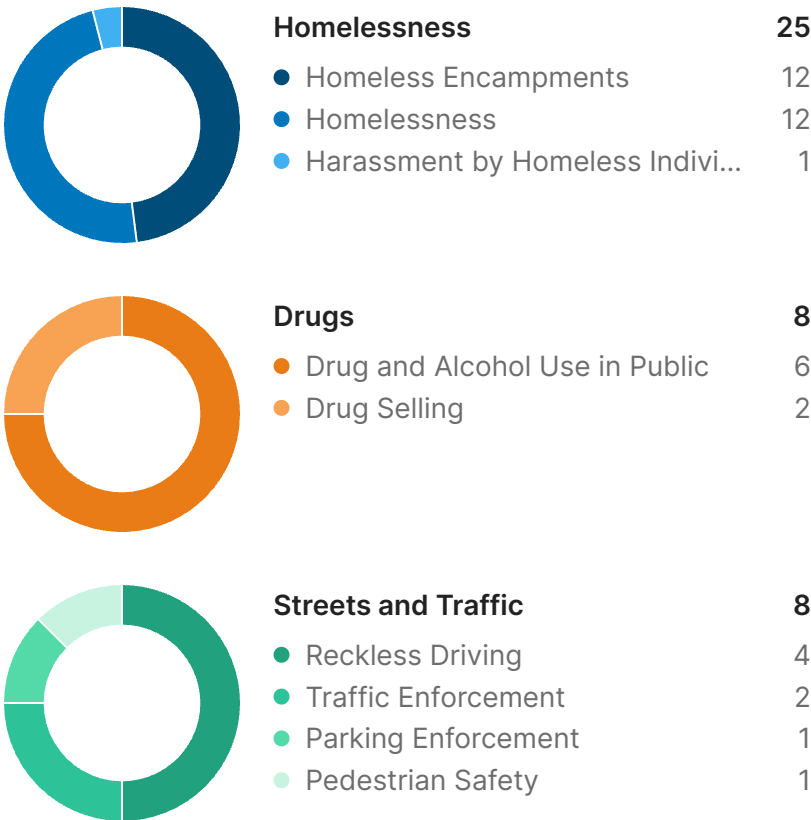 Homelessness 25
Homeless Encampments 12
Homelessness 12
Harassment by Homeless Indivi... 1
Drugs 8
Drug and Alcohol Use in Public 6
Drug Selling 2
Streets and Traffic 8
Reckless Driving 4
Traffic Enforcement 2
Parking Enforcement 1
Pedestrian Safety 1